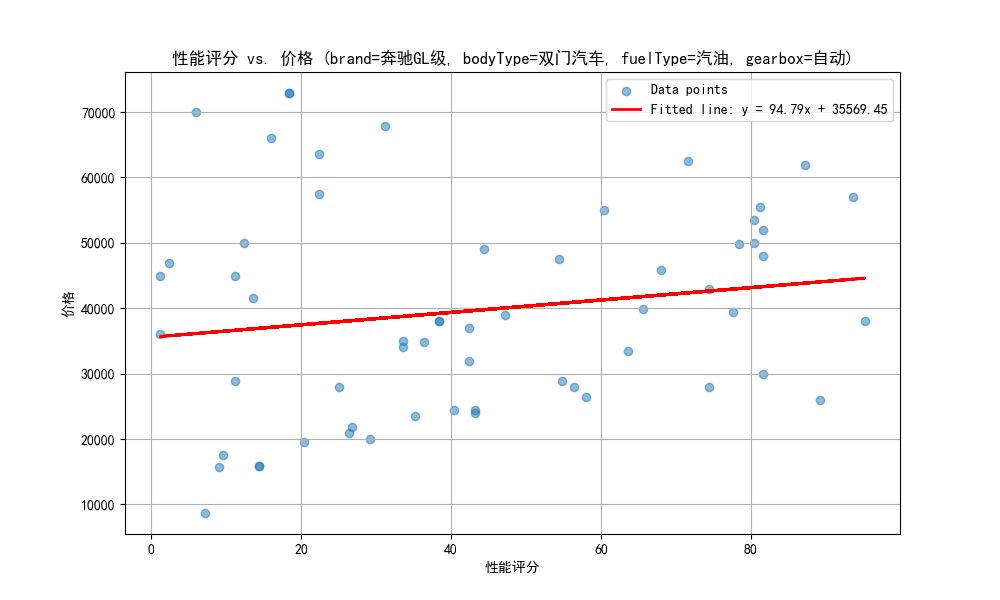 性能评分 vs. 价格 (brand=奔驰GL级, bodyType=双门汽车, fuelType=汽油, gearbox=自动)
Data points
Fitted line: y = 94.79x + 35569.45
价格
70000
60000
50000
40000
30000
20000
10000
0 20 40 60 80
性能评分